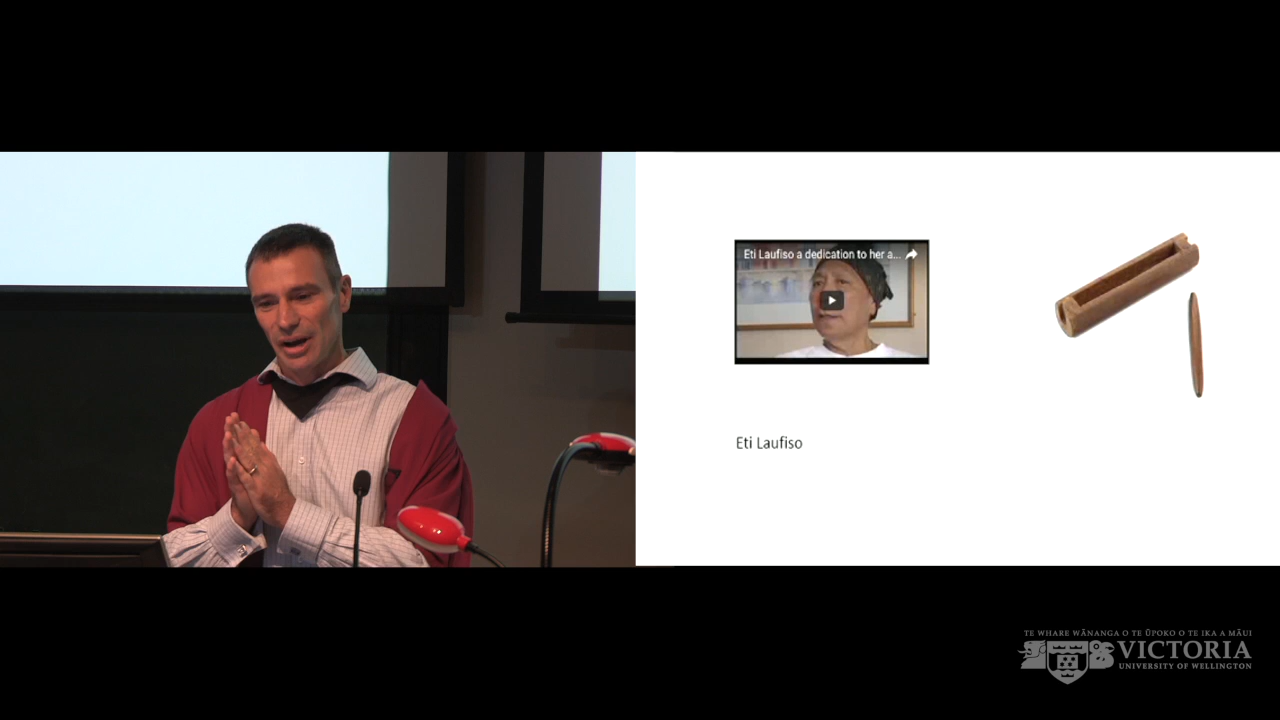 Eti Laufiso a dedication to her a...
Eti Laufiso
TE WHARE WĀNANGA O TE ŪPOKO O TE IKA A MĀUI
VICTORIA
UNIVERSITY OF WELLINGTON